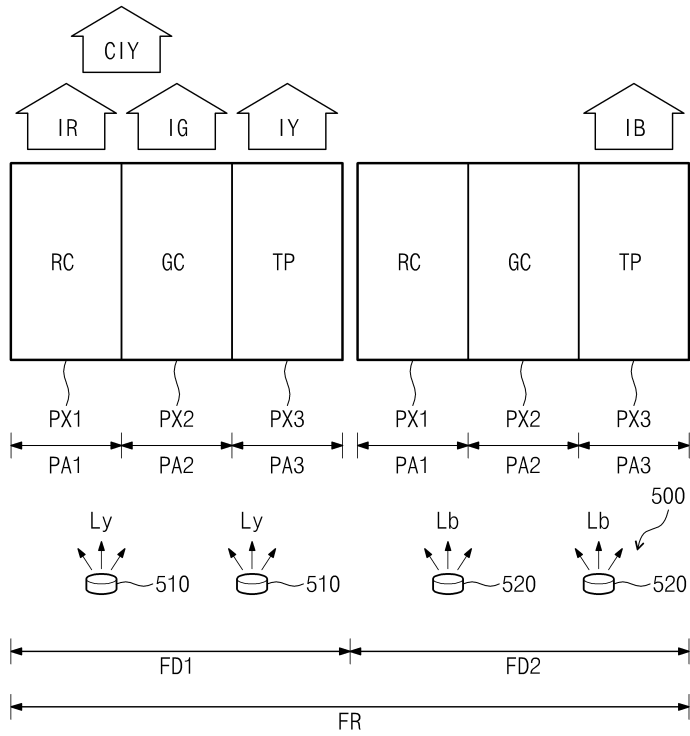 CIY
IR IG IY IB
RC GC TP RC GC TP
PX1 PX2 PX3 PX1 PX2 PX3
PA1 PA2 PA3 PA1 PA2 PA3
500
Ly Ly Lb Lb
510 510 520 520
FD1 FD2
FR